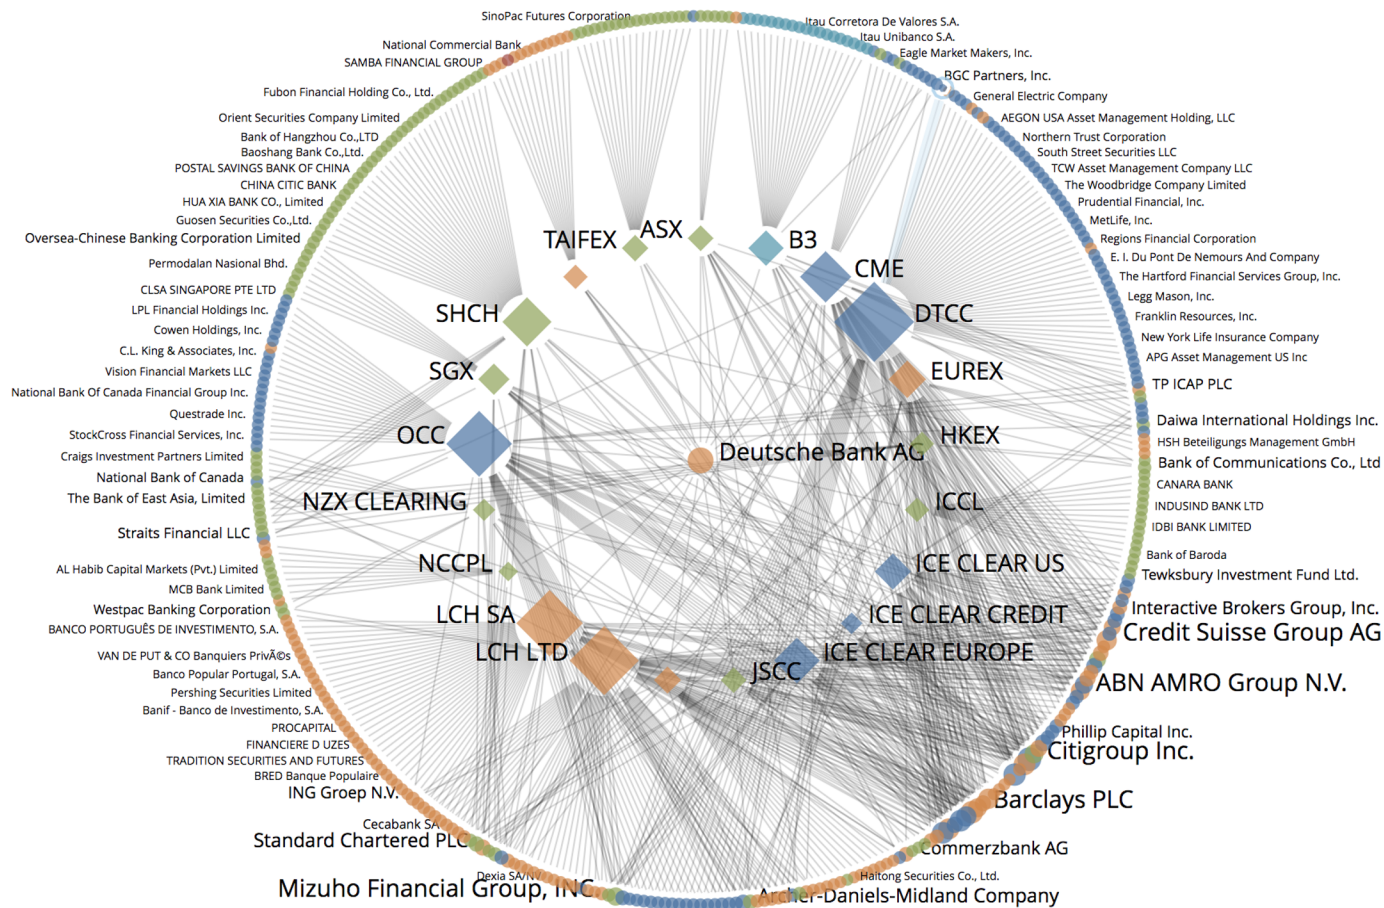 SinoPac Futures Corporation
National Commercial Bank
SAMBA FINANCIAL GROUP
Fubon Financial Holding Co., Ltd.
Orient Securities Company Limited
Bank of Hangzhou Co.,LTD
Baoshang Bank Co.,Ltd.
POSTAL SAVINGS BANK OF CHINA
CHINA CITIC BANK
HUA XIA BANK CO., Limited
Guosen Securities Co.,Ltd.
Oversea-Chinese Banking Corporation Limited
Permodalan Nasional Bhd.
CLSA SINGAPORE PTE LTD
LPL Financial Holdings Inc.
Cowen Holdings, Inc.
C.L. King & Associates, Inc.
Vision Financial Markets LLC
National Bank Of Canada Financial Group Inc.
Questrade Inc.
StockCross Financial Services, Inc.
Craigs Investment Partners Limited
National Bank of Canada
The Bank of East Asia, Limited
Straits Financial LLC
AL Habib Capital Markets (Pvt.) Limited
MCB Bank Limited
Westpac Banking Corporation
BANCO PORTUGUÊS DE INVESTIMENTO, S.A.
VAN DE PUT & CO Banquiers PrivÃ©s
Banco Popular Portugal, S.A.
Pershing Securities Limited
Banif - Banco de Investimento, S.A.
PROCAPITAL
FINANCIERE D UZES
TRADITION SECURITIES AND FUTURES
BRED Banque Populaire
ING Groep N.V.
Cecabank SA
Standard Chartered PLC
Dexia SA/NV
Mizuho Financial Group, INC.
Itau Corretora De Valores S.A.
Itau Unibanco S.A.
Eagle Market Makers, Inc.
BGC Partners, Inc.
General Electric Company
AEGON USA Asset Management Holding, LLC
Northern Trust Corporation
South Street Securities LLC
TCW Asset Management Company LLC
The Woodbridge Company Limited
Prudential Financial, Inc.
MetLife, Inc.
Regions Financial Corporation
E. I. Du Pont De Nemours And Company
The Hartford Financial Services Group, Inc.
Legg Mason, Inc.
Franklin Resources, Inc.
New York Life Insurance Company
APG Asset Management US Inc
TP ICAP PLC
Daiwa International Holdings Inc.
HSH Beteiligungs Management GmbH
Bank of Communications Co., Ltd
CANARA BANK
INDUSIND BANK LTD
IDBI BANK LIMITED
Bank of Baroda
Tewksbury Investment Fund Ltd.
Interactive Brokers Group, Inc.
Credit Suisse Group AG
ABN AMRO Group N.V.
Phillip Capital Inc.
Citigroup Inc.
Barclays PLC
Commerzbank AG
Haitong Securities Co., Ltd.
Archer-Daniels-Midland Company
TAIFEX
ASX
B3
CME
SHCH
DTCC
SGX
EUREX
OCC
HKEX
Deutsche Bank AG
NZX CLEARING
ICCL
NCCPL
ICE CLEAR US
LCH SA
ICE CLEAR CREDIT
LCH LTD
ICE CLEAR EUROPE
JSCC